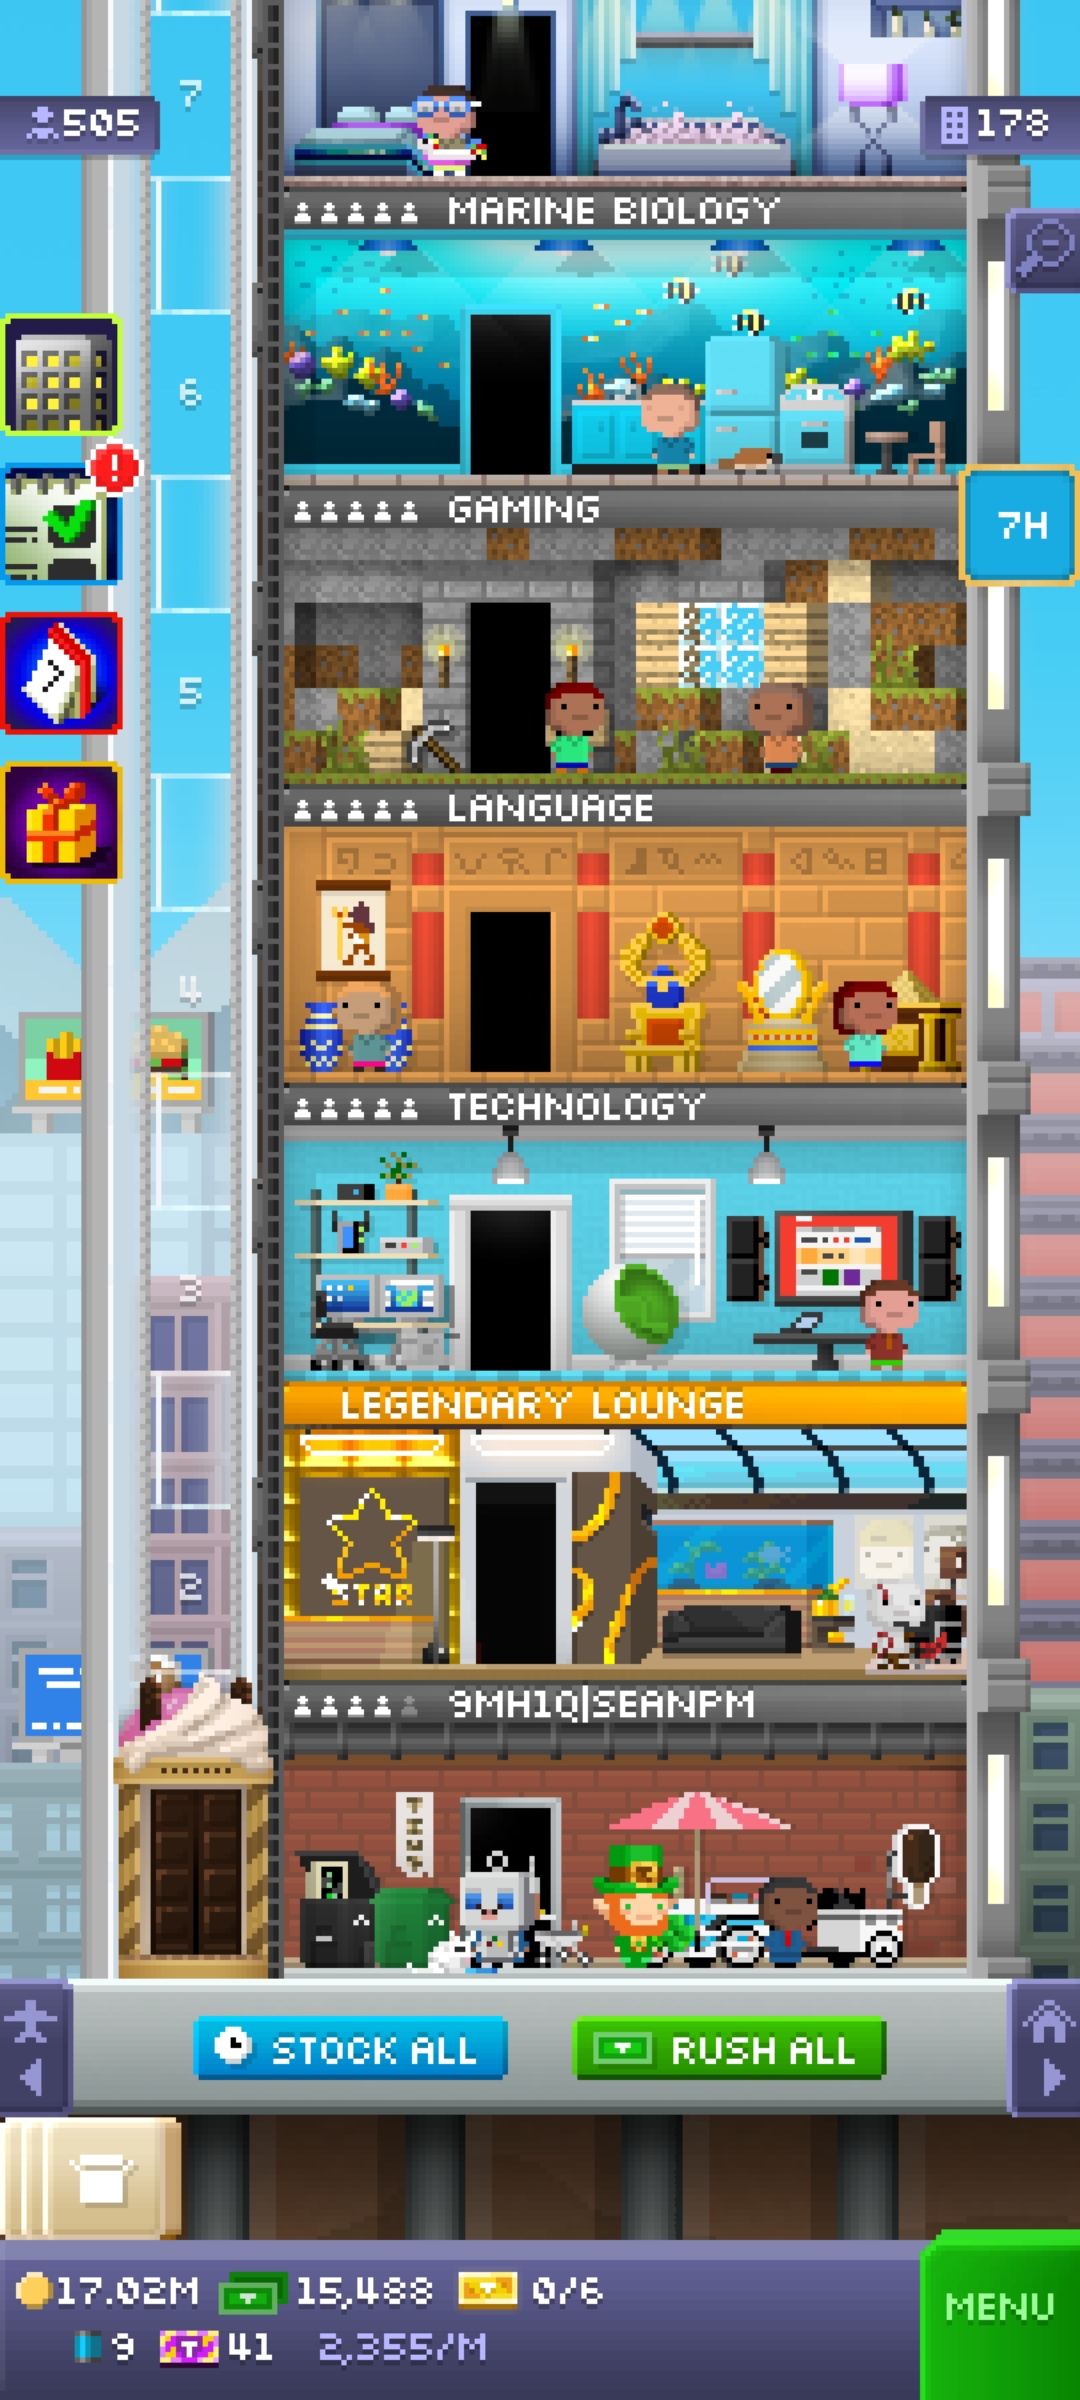 7
505
178
MARINE BIOLOGY
6
GAMING
7H
5
LANGUAGE
4
TECHNOLOGY
3
LEGENDARY LOUNGE
STAR
2
9MH1Q|SEANPM
TINY
STOCK ALL
RUSH ALL
17.02M
15,488
0/6
9
41
2,355/M
MENU